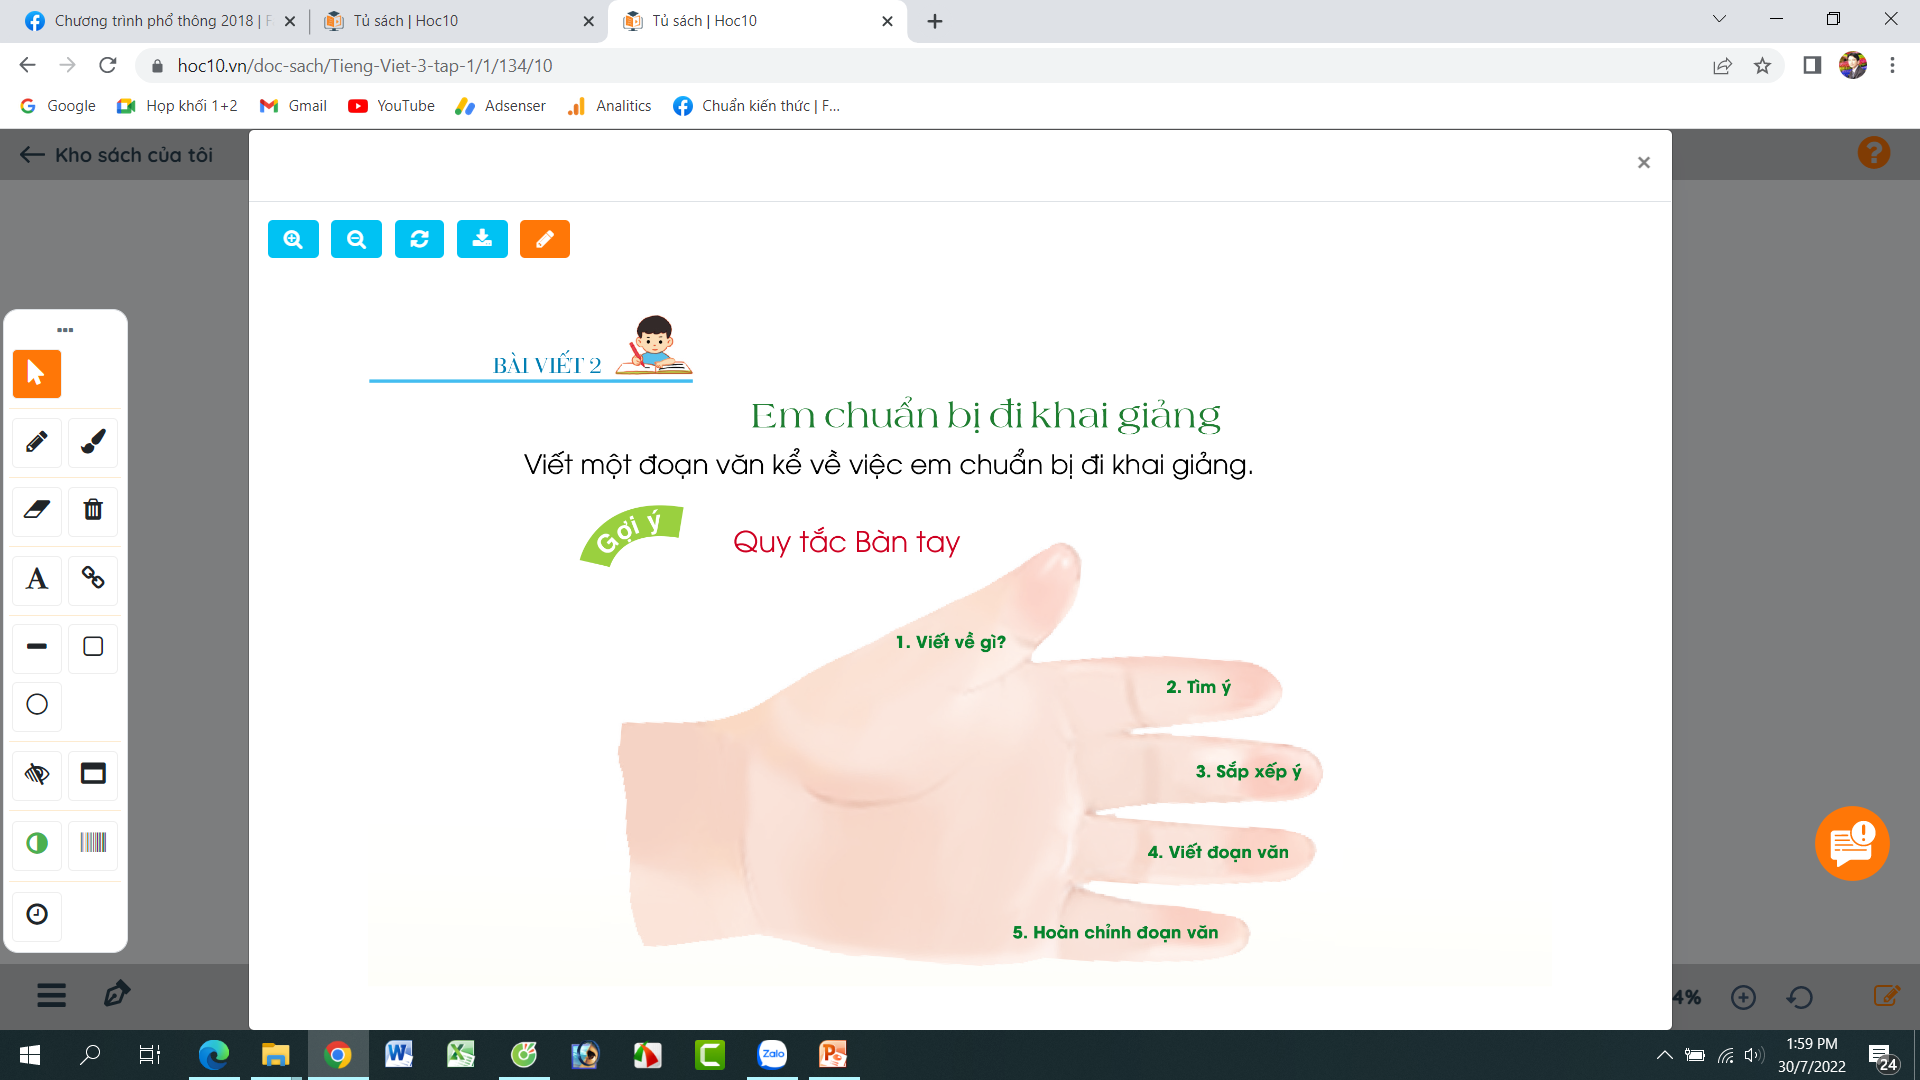 Chương trình phổ thông 2018 | F
Tủ sách | Hoc10
Tủ sách | Hoc10
hoc10.vn/doc-sach/Tieng-Viet-3-tap-1/1/134/10
Google
Họp khối 1+2
Gmail
YouTube
Adsenser
Analitics
Chuẩn kiến thức | F...
Kho sách của tôi
BÀI VIẾT 2
Em chuẩn bị đi khai giảng
Viết một đoạn văn kể về việc em chuẩn bị đi khai giảng.
Gợi ý
Quy tắc Bàn tay
1. Viết về gì?
2. Tìm ý
3. Sắp xếp ý
4. Viết đoạn văn
5. Hoàn chỉnh đoạn văn
4%
Zalo
1:59 PM
30/7/2022
24